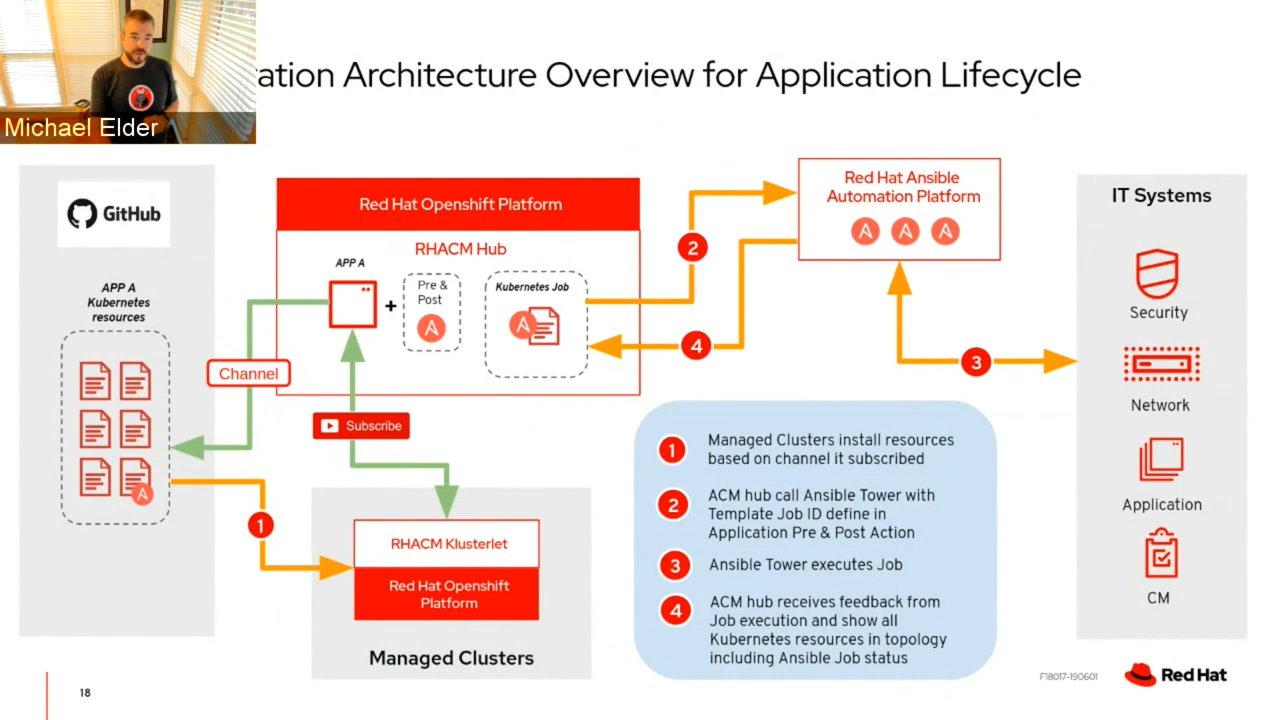 Michael Elder
ation Architecture Overview for Application Lifecycle
GitHub
APP A
Kubernetes
resources
Channel
Red Hat Openshift Platform
RHACM Hub
APP A
+
Pre &
Post
Kubernetes Job
Subscribe
1
RHACM Klusterlet
Red Hat Openshift
Platform
Managed Clusters
2
4
Red Hat Ansible
Automation Platform
A A A
3
IT Systems
Security
Network
Application
CM
1
Managed Clusters install resources
based on channel it subscribed
2
ACM hub call Ansible Tower with
Template Job ID define in
Application Pre & Post Action
3
Ansible Tower executes Job
4
ACM hub receives feedback from
Job execution and show all
Kubernetes resources in topology
including Ansible Job status
18
F18017-190601
Red Hat